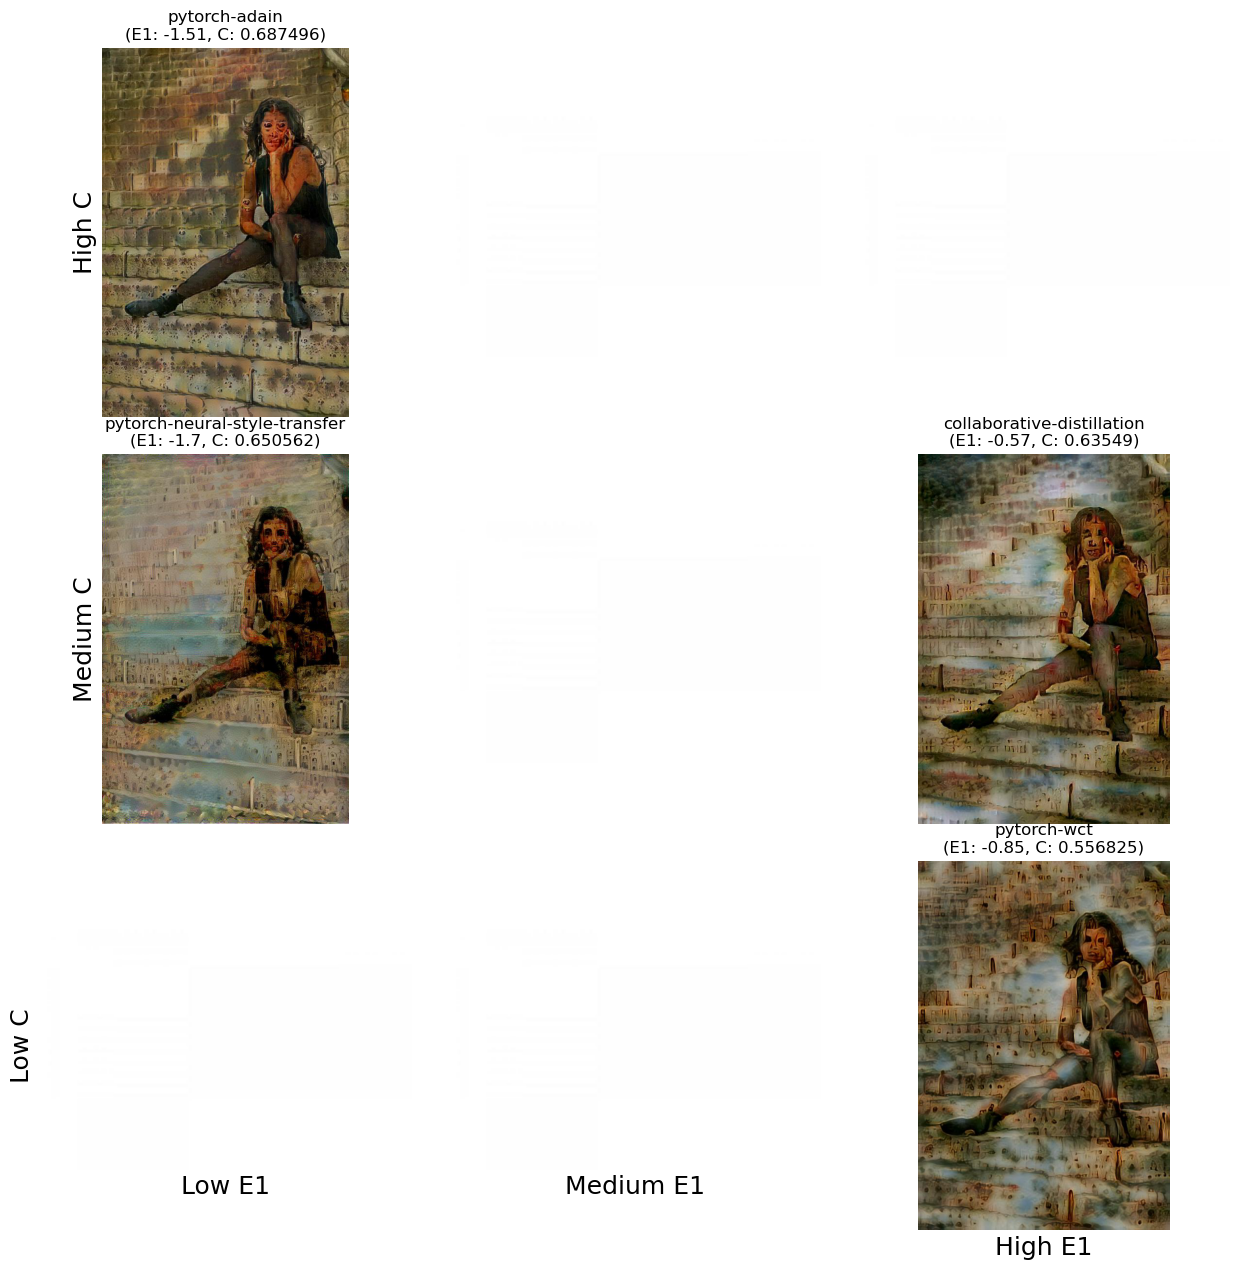 pytorch-adain
(E1: -1.51, C: 0.687496)
High C
pytorch-neural-style-transfer
(E1: -1.7, C: 0.650562)
collaborative-distillation
(E1: -0.57, C: 0.63549)
Medium C
pytorch-wct
(E1: -0.85, C: 0.556825)
Low C
Low E1
Medium E1
High E1